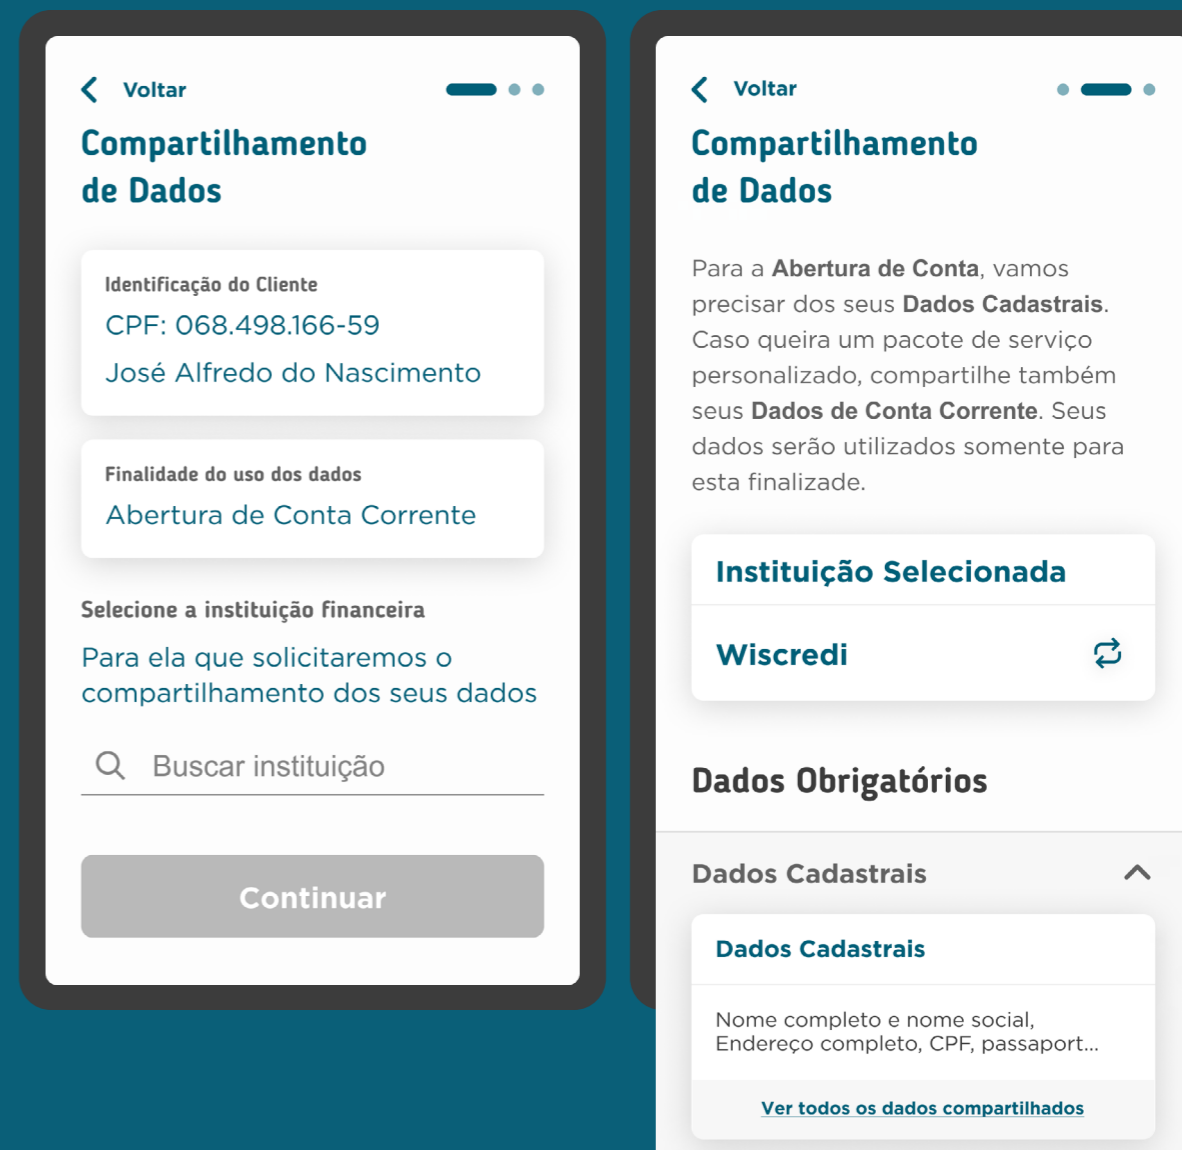 Voltar
Compartilhamento
de Dados
Identificação do Cliente
CPF: 068.498.166-59
José Alfredo do Nascimento
Finalidade do uso dos dados
Abertura de Conta Corrente
Selecione a instituição financeira
Para ela que solicitaremos o
compartilhamento dos seus dados
Buscar instituição
Continuar
Voltar
Compartilhamento
de Dados
Para a Abertura de Conta, vamos
precisar dos seus Dados Cadastrais.
Caso queira um pacote de serviço
personalizado, compartilhe também
seus Dados de Conta Corrente. Seus
dados serão utilizados somente para
esta finalizade.
Instituição Selecionada
Wiscredi
Dados Obrigatórios
Dados Cadastrais
Dados Cadastrais
Nome completo e nome social,
Endereço completo, CPF, passaport...
Ver todos os dados compartilhados